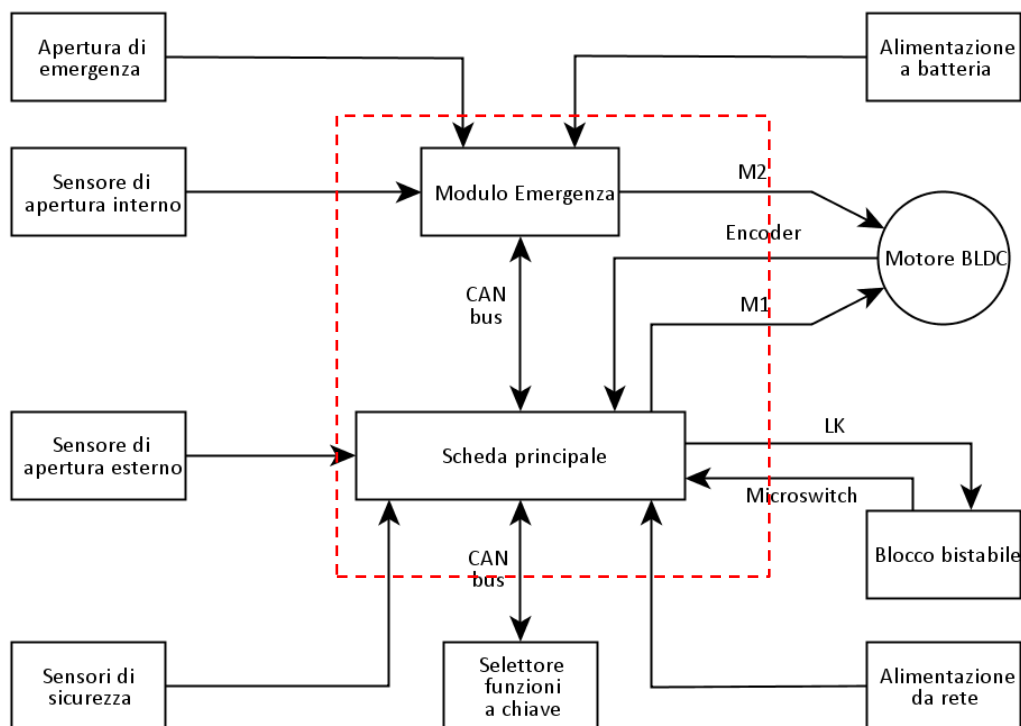 Apertura di
emergenza
Alimentazione
a batteria
Sensore di
apertura interno
Modulo Emergenza
M2
Encoder
Motore BLDC
CAN
bus
M1
Sensore di
apertura esterno
Scheda principale
LK
Microswitch
Blocco bistabile
CAN
bus
Sensori di
sicurezza
Selettore
funzioni
a chiave
Alimentazione
da rete